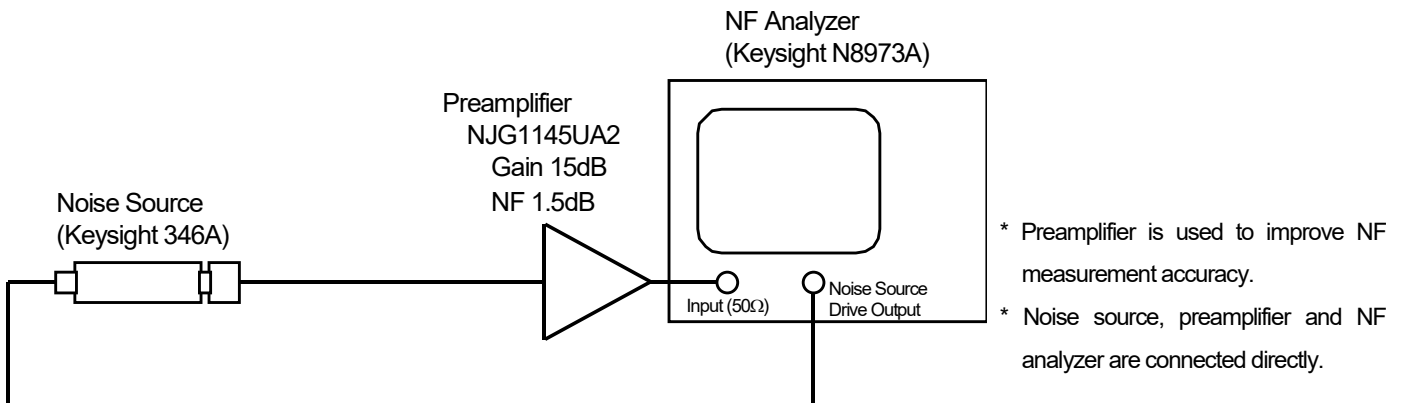 NF Analyzer
(Keysight N8973A)
Preamplifier
NJG1145UA2
Gain 15dB
NF 1.5dB
Noise Source
(Keysight 346A)
Input (50Ω)
Noise Source
Drive Output
* Preamplifier is used to improve NF
measurement accuracy.
* Noise source, preamplifier and NF
analyzer are connected directly.